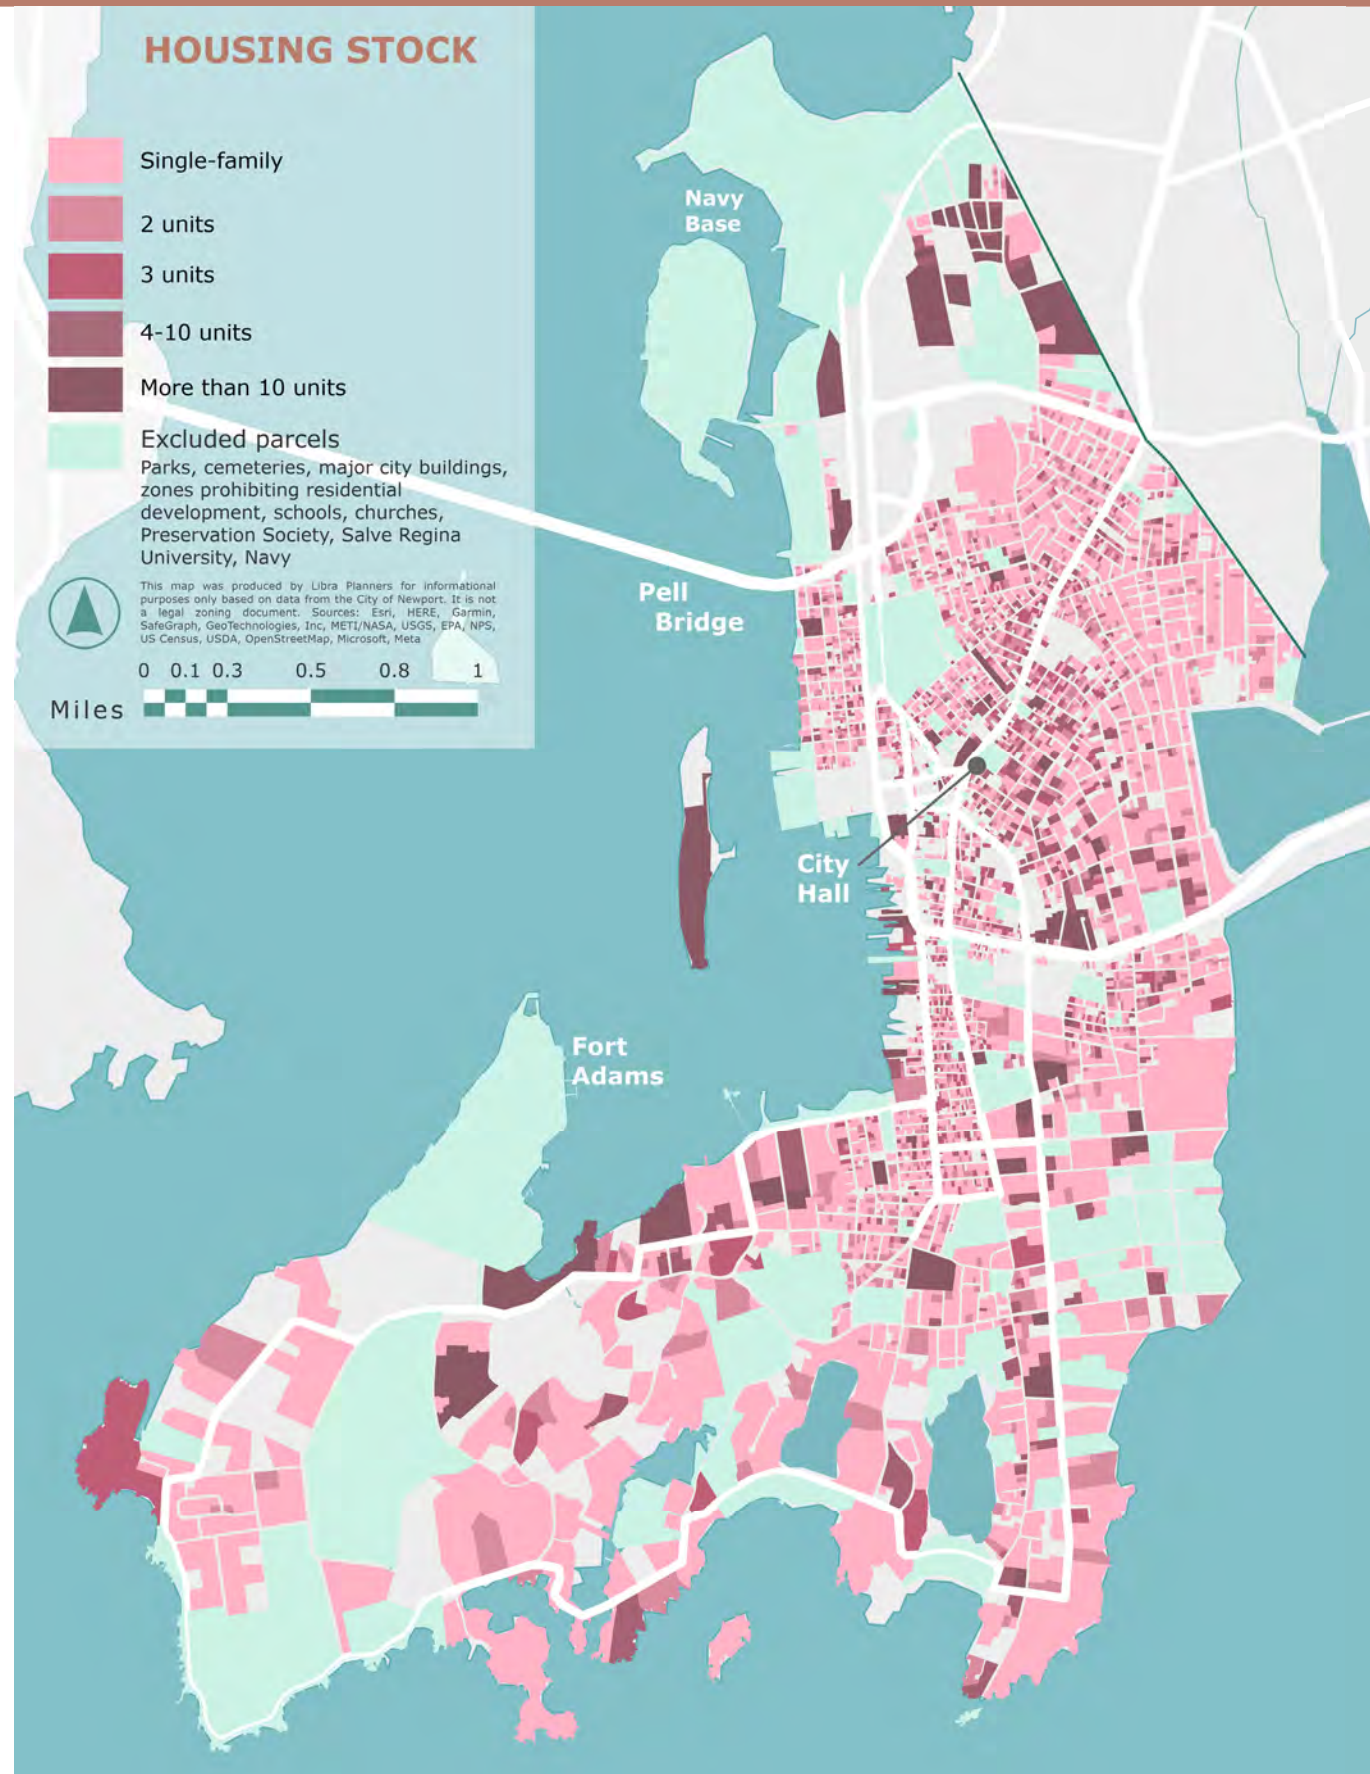 HOUSING STOCK
Single-family
2 units
3 units
4-10 units
More than 10 units
Excluded parcels
Parks, cemeteries, major city buildings,
zones prohibiting residential
development, schools, churches,
Preservation Society, Salve Regina
University, Navy
This map was produced by Libra Planners for informational
purposes only based on data from the City of Newport. It is not
a legal zoning document. Sources: Esri, HERE, Garmin,
SafeGraph, GeoTechnologies, Inc, METI/NASA, USGS, EPA, NPS,
US Census, USDA, OpenStreetMap, Microsoft, Meta
0 0.1 0.3 0.5 0.8 1
Miles
Navy
Base
Pell
Bridge
City
Hall
Fort
Adams